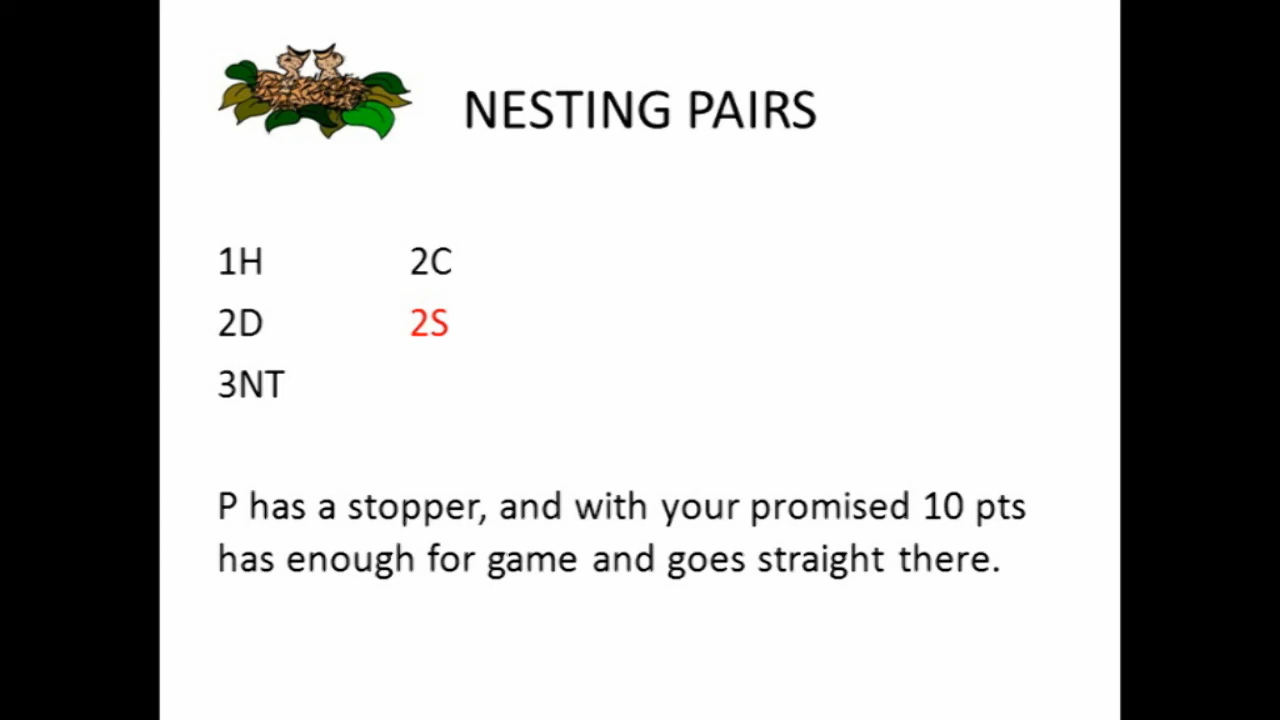 NESTING PAIRS
1H 2C
2D 2S
3NT
P has a stopper, and with your promised 10 pts
has enough for game and goes straight there.